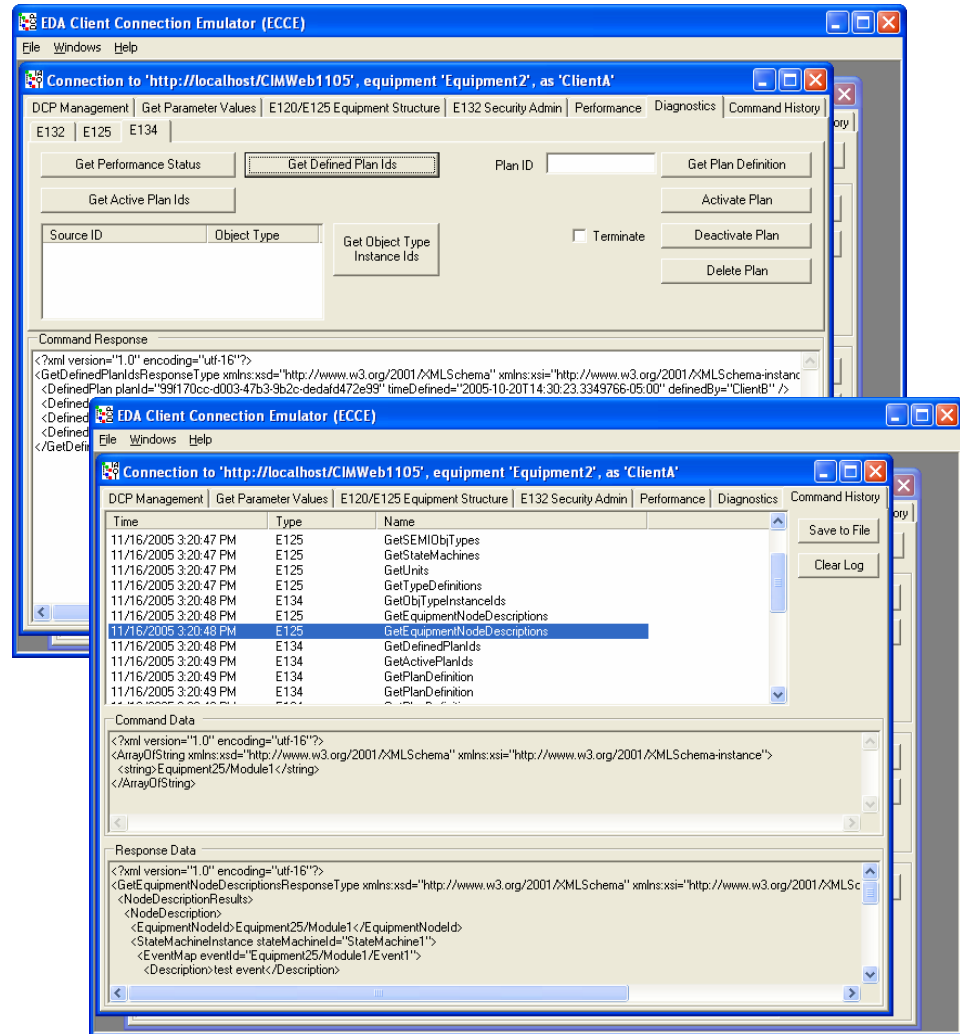 EDA Client Connection Emulator (ECCE)
File Windows Help
Connection to 'http://localhost/CIMWeb1105', equipment 'Equipment2', as 'ClientA'
DCP Management Get Parameter Values E120/E125 Equipment Structure E132 Security Admin Performance Diagnostics Command History
ory
E132 E125 E134
Get Performance Status Get Defined Plan Ids Plan ID Get Plan Definition
Get Active Plan Ids Activate Plan
Source ID Object Type Get Object Type Instance Ids Terminate Deactivate Plan
Delete Plan
Command Response
<?xml version="1.0" encoding="utf-16"?>
<GetDefinedPlanIdsResponseType xmlns:xsd="http://www.w3.org/2001/XMLSchema" xmlns:xsi="http://www.w3.org/2001/XMLSchema-instanc
<DefinedPlan planId="99f170cc-d003-47b3-9b2c-dedafd472e99" timeDefined="2005-10-20T14:30:23.3349766-05:00" definedBy="ClientB" />
<Defined
<Defined
<Defined
</GetDefin
EDA Client Connection Emulator (ECCE)
File Windows Help
Connection to 'http://localhost/CIMWeb1105', equipment 'Equipment2', as 'ClientA'
DCP Management Get Parameter Values E120/E125 Equipment Structure E132 Security Admin Performance Diagnostics Command History
ory
Time Type Name
11/16/2005 3:20:47 PM E125 GetSEMIObjTypes
11/16/2005 3:20:47 PM E125 GetStateMachines
11/16/2005 3:20:47 PM E125 GetUnits
11/16/2005 3:20:47 PM E125 GetTypeDefinitions
11/16/2005 3:20:48 PM E134 GetObjTypeInstanceIds
11/16/2005 3:20:48 PM E125 GetEquipmentNodeDescriptions
11/16/2005 3:20:48 PM E125 GetEquipmentNodeDescriptions
11/16/2005 3:20:48 PM E134 GetDefinedPlanIds
11/16/2005 3:20:49 PM E134 GetActivePlanIds
11/16/2005 3:20:49 PM E134 GetPlanDefinition
11/16/2005 3:20:49 PM E134 GetPlanDefinition
Save to File
Clear Log
Command Data
<?xml version="1.0" encoding="utf-16"?>
<ArrayOfString xmlns:xsd="http://www.w3.org/2001/XMLSchema" xmlns:xsi="http://www.w3.org/2001/XMLSchema-instance">
<string>Equipment25/Module1</string>
</ArrayOfString>
Response Data
<?xml version="1.0" encoding="utf-16"?>
<GetEquipmentNodeDescriptionsResponseType xmlns:xsd="http://www.w3.org/2001/XMLSchema" xmlns:xsi="http://www.w3.org/2001/XMLSc
<NodeDescriptionResults>
<NodeDescription>
<EquipmentNodeId>Equipment25/Module1</EquipmentNodeId>
<StateMachineInstance stateMachineId="StateMachine1">
<EventMap eventId="Equipment25/Module1/Event1">
<Description>test event</Description>